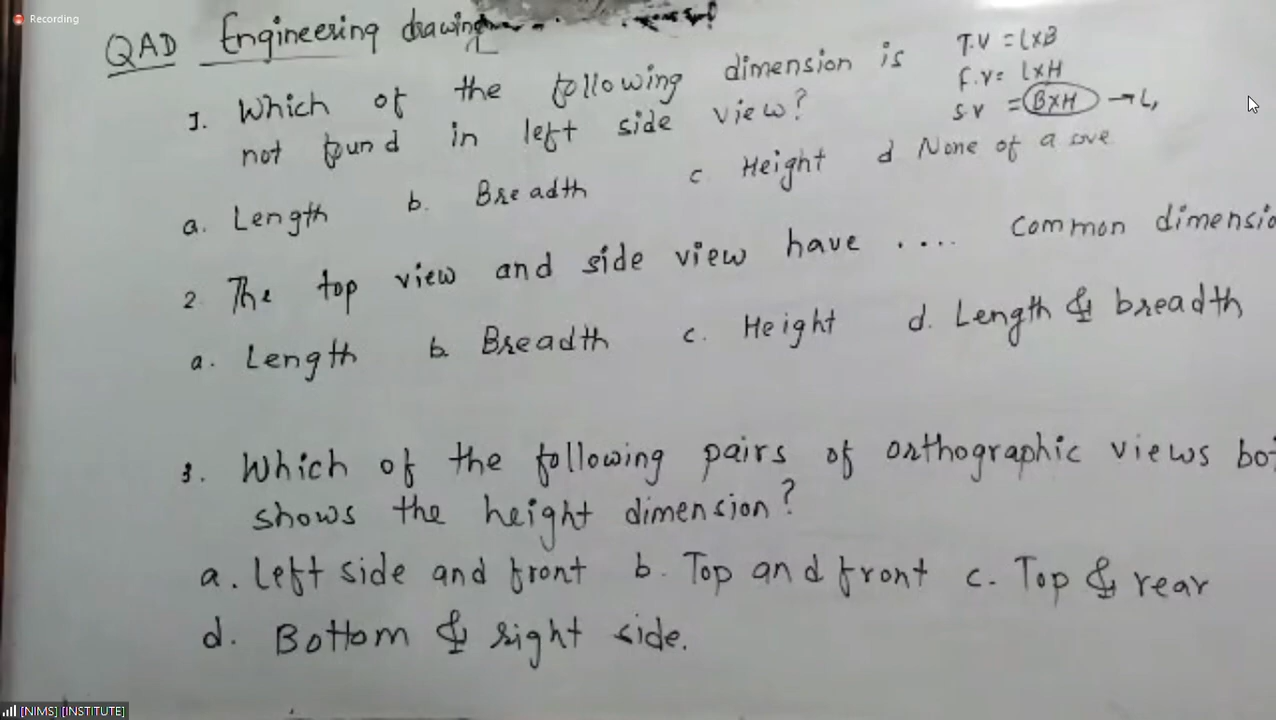 Recording
QAD Engineering drawing
T.V = L×B
F.V = L×H
S.V = B×H → L,
1. Which of the following dimension is
not found in left side view?
a. Length b. Breadth c Height d None of a ove
2 The top view and side view have .... Common dimensio
a. Length b. Breadth c. Height d. Length & breadth
3. Which of the following pairs of orthographic views bo
shows the height dimension?
a. Left side and front b. Top and front c. Top & rear
d. Bottom & right side.
[NIMS] [INSTITUTE]